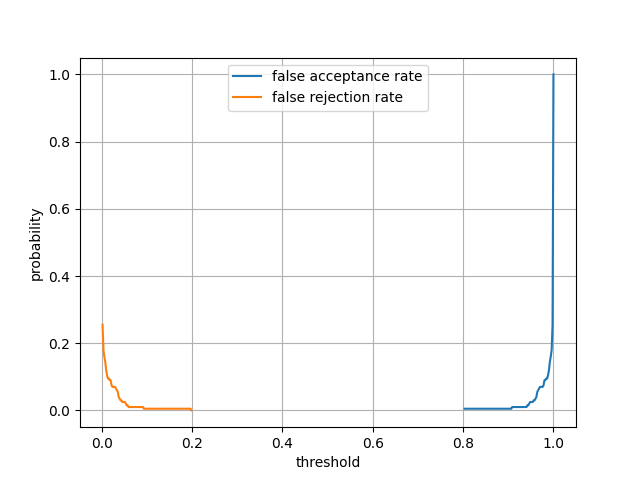 false acceptance rate
false rejection rate
1.0
0.8
0.6
0.4
0.2
0.0
probability
0.0 0.2 0.4 0.6 0.8 1.0
threshold